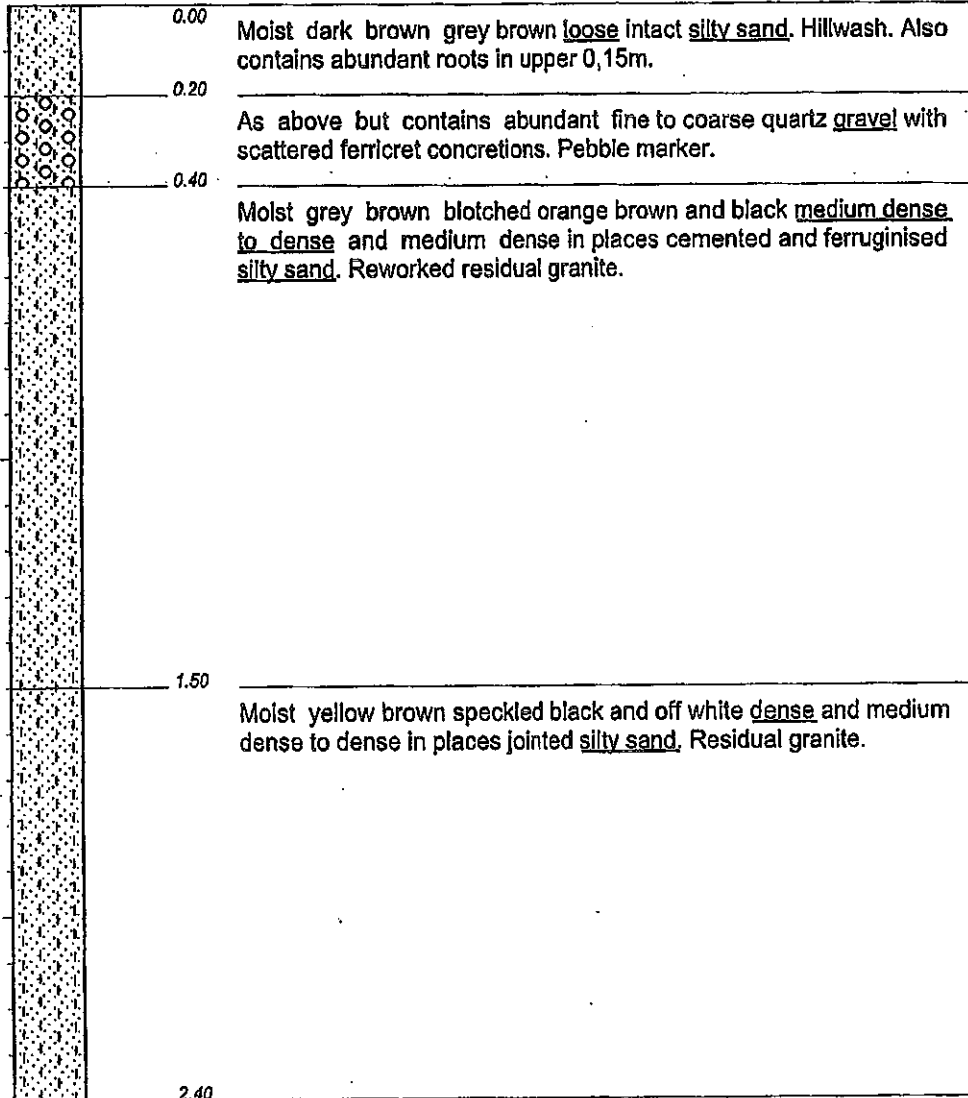 0.00
Moist dark brown grey brown loose intact silty sand. Hillwash. Also
contains abundant roots in upper 0,15m.
0.20
As above but contains abundant fine to coarse quartz gravel with
scattered ferricret concretions. Pebble marker.
0.40
Moist grey brown blotched orange brown and black medium dense
to dense and medium dense in places cemented and ferruginised
silty sand. Reworked residual granite.
1.50
Moist yellow brown speckled black and off white dense and medium
dense to dense in places jointed silty sand. Residual granite.
2.40